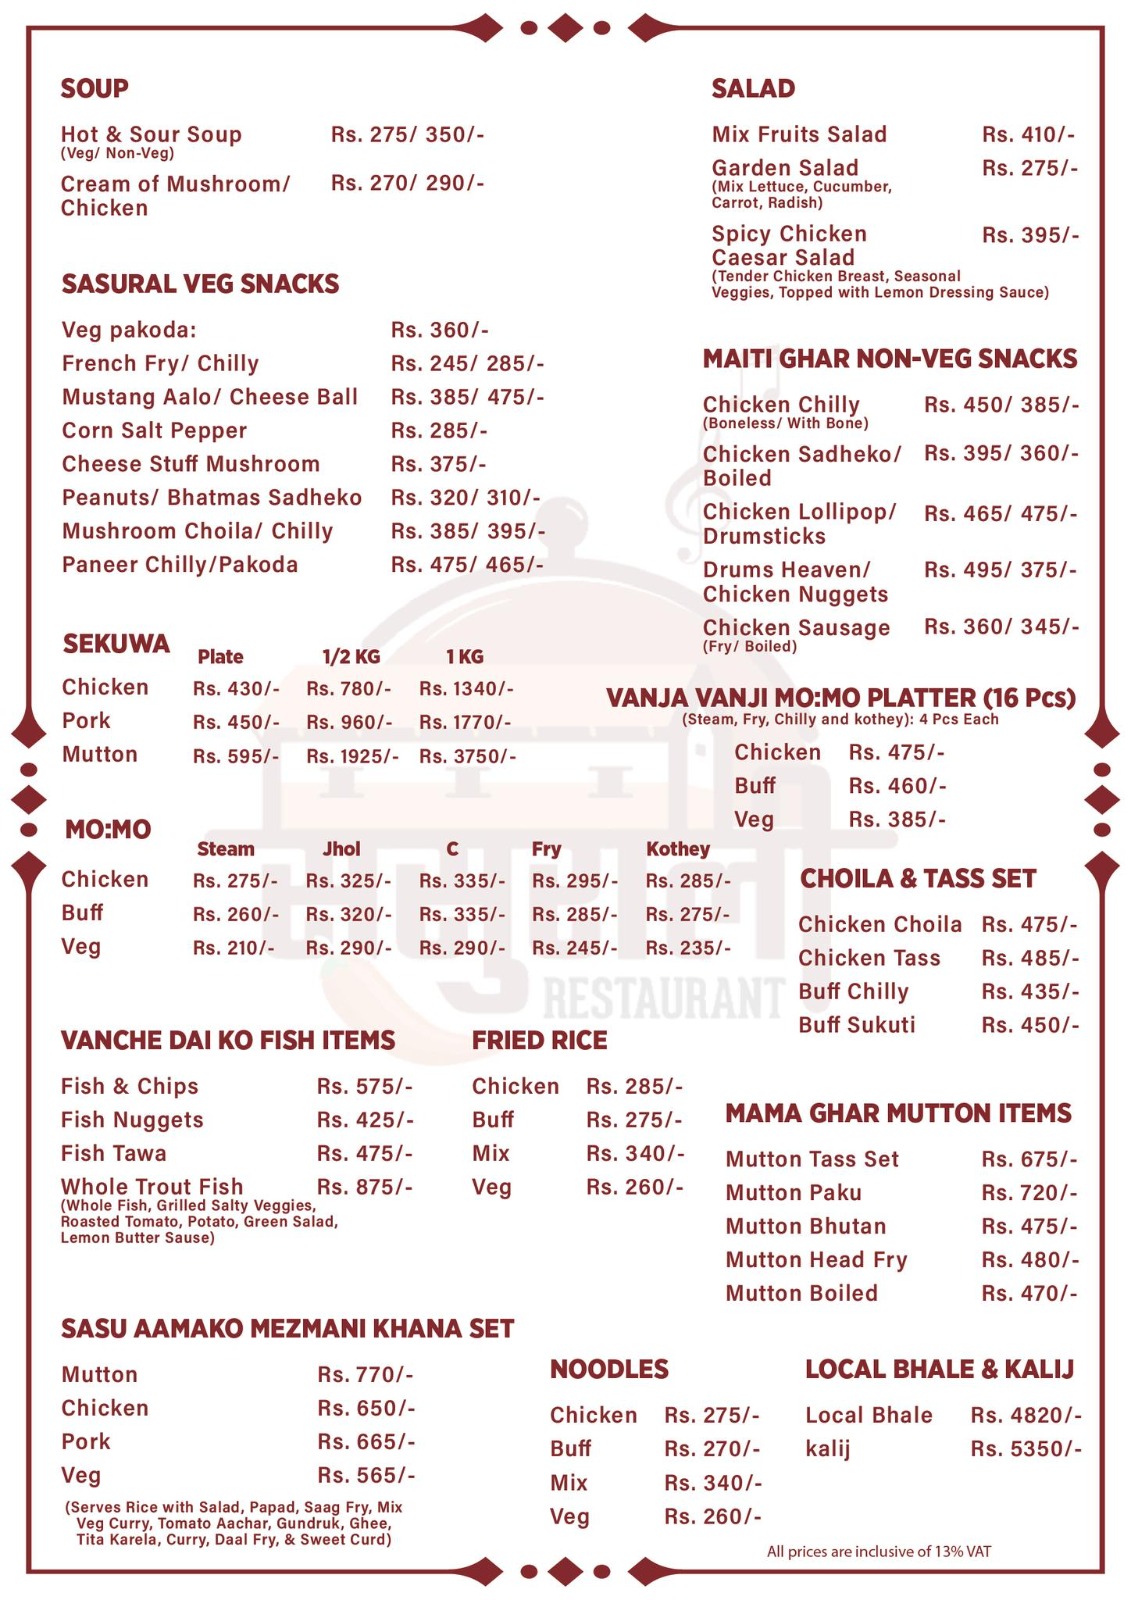 SOUP
Hot & Sour Soup Rs. 275/ 350/-
(Veg/ Non-Veg)
Cream of Mushroom/ Rs. 270/ 290/-
Chicken
SALAD
Mix Fruits Salad Rs. 410/-
Garden Salad Rs. 275/-
(Mix Lettuce, Cucumber,
Carrot, Radish)
Spicy Chicken Rs. 395/-
Caesar Salad
(Tender Chicken Breast, Seasonal
Veggies, Topped with Lemon Dressing Sauce)
SASURAL VEG SNACKS
Veg pakoda: Rs. 360/-
French Fry/ Chilly Rs. 245/ 285/-
Mustang Aalo/ Cheese Ball Rs. 385/ 475/-
Corn Salt Pepper Rs. 285/-
Cheese Stuff Mushroom Rs. 375/-
Peanuts/ Bhatmas Sadheko Rs. 320/ 310/-
Mushroom Choila/ Chilly Rs. 385/ 395/-
Paneer Chilly/Pakoda Rs. 475/ 465/-
MAITI GHAR NON-VEG SNACKS
Chicken Chilly Rs. 450/ 385/-
(Boneless/ With Bone)
Chicken Sadheko/ Rs. 395/ 360/-
Boiled
Chicken Lollipop/ Rs. 465/ 475/-
Drumsticks
Drums Heaven/ Rs. 495/ 375/-
Chicken Nuggets
Chicken Sausage Rs. 360/ 345/-
(Fry/ Boiled)
SEKUWA Plate 1/2 KG 1 KG
Chicken Rs. 430/- Rs. 780/- Rs. 1340/-
Pork Rs. 450/- Rs. 960/- Rs. 1770/-
Mutton Rs. 595/- Rs. 1925/- Rs. 3750/-
VANJA VANJI MO:MO PLATTER (16 Pcs)
(Steam, Fry, Chilly and kothey): 4 Pcs Each
Chicken Rs. 475/-
Buff Rs. 460/-
Veg Rs. 385/-
MO:MO
Steam Jhol C Fry Kothey
Chicken Rs. 275/- Rs. 325/- Rs. 335/- Rs. 295/- Rs. 285/-
Buff Rs. 260/- Rs. 320/- Rs. 335/- Rs. 285/- Rs. 275/-
Veg Rs. 210/- Rs. 290/- Rs. 290/- Rs. 245/- Rs. 235/-
CHOILA & TASS SET
Chicken Choila Rs. 475/-
Chicken Tass Rs. 485/-
Buff Chilly Rs. 435/-
Buff Sukuti Rs. 450/-
ससुराली
RESTAURANT
VANCHE DAI KO FISH ITEMS
Fish & Chips Rs. 575/-
Fish Nuggets Rs. 425/-
Fish Tawa Rs. 475/-
Whole Trout Fish Rs. 875/-
(Whole Fish, Grilled Salty Veggies,
Roasted Tomato, Potato, Green Salad,
Lemon Butter Sause)
FRIED RICE
Chicken Rs. 285/-
Buff Rs. 275/-
Mix Rs. 340/-
Veg Rs. 260/-
MAMA GHAR MUTTON ITEMS
Mutton Tass Set Rs. 675/-
Mutton Paku Rs. 720/-
Mutton Bhutan Rs. 475/-
Mutton Head Fry Rs. 480/-
Mutton Boiled Rs. 470/-
SASU AAMAKO MEZMANI KHANA SET
Mutton Rs. 770/-
Chicken Rs. 650/-
Pork Rs. 665/-
Veg Rs. 565/-
(Serves Rice with Salad, Papad, Saag Fry, Mix
Veg Curry, Tomato Aachar, Gundruk, Ghee,
Tita Karela, Curry, Daal Fry, & Sweet Curd)
NOODLES
Chicken Rs. 275/-
Buff Rs. 270/-
Mix Rs. 340/-
Veg Rs. 260/-
LOCAL BHALE & KALIJ
Local Bhale Rs. 4820/-
kalij Rs. 5350/-
All prices are inclusive of 13% VAT